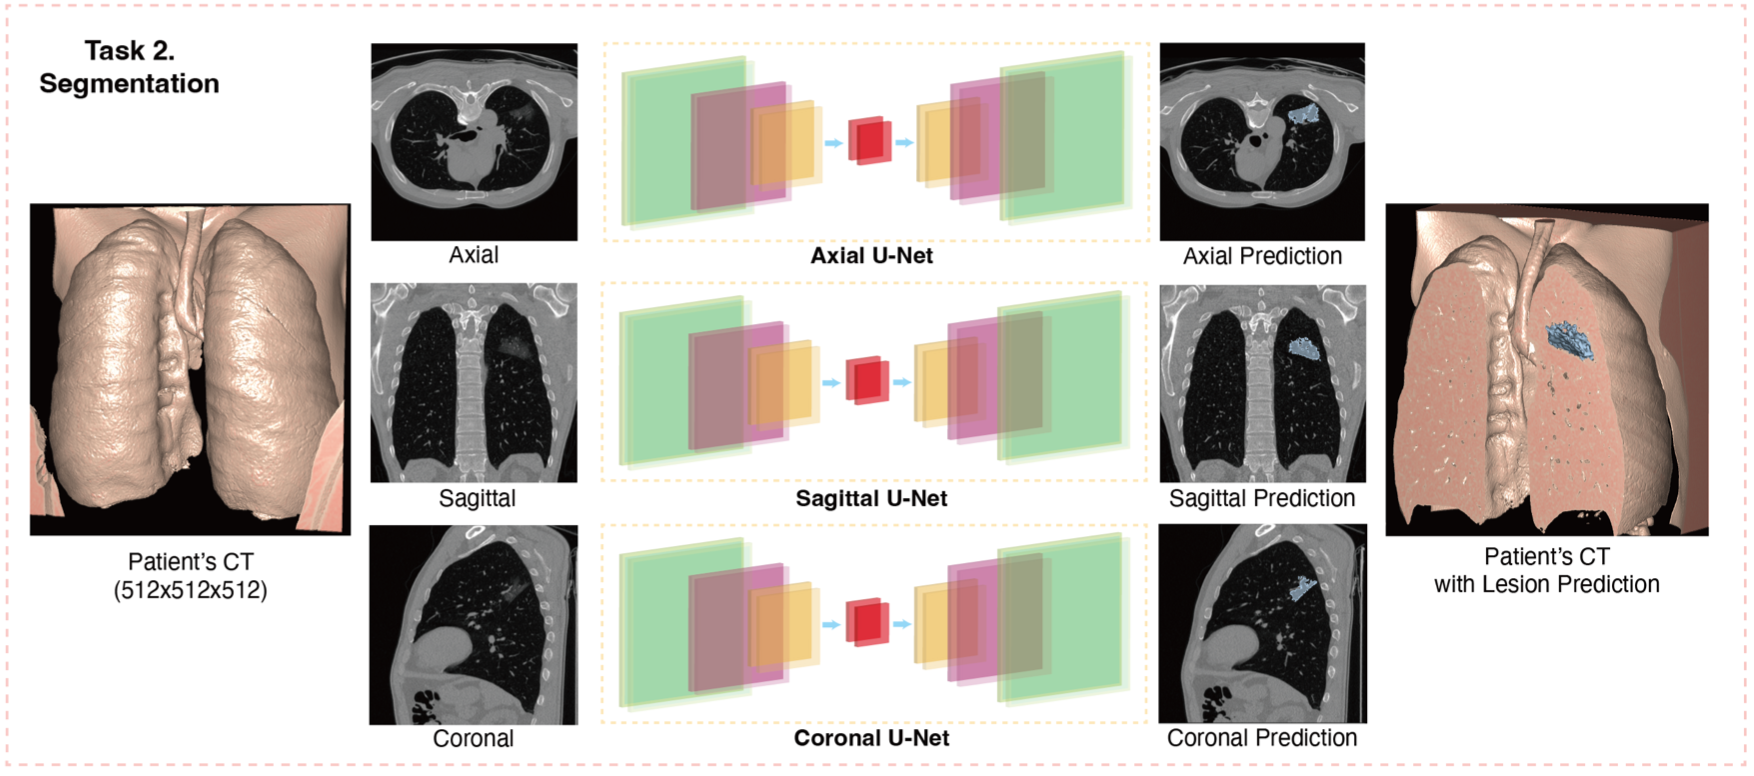 Task 2.
Segmentation
Axial
Axial U-Net
Axial Prediction
Sagittal
Sagittal U-Net
Sagittal Prediction
Patient's CT
(512x512x512)
Patient's CT
with Lesion Prediction
Coronal
Coronal U-Net
Coronal Prediction